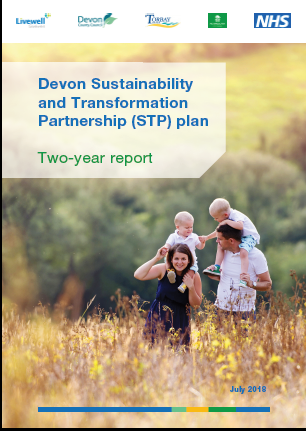 Livewell
Devon
County Council
TORBAY
NHS
Devon Sustainability
and Transformation
Partnership (STP) plan
Two-year report
July 2018